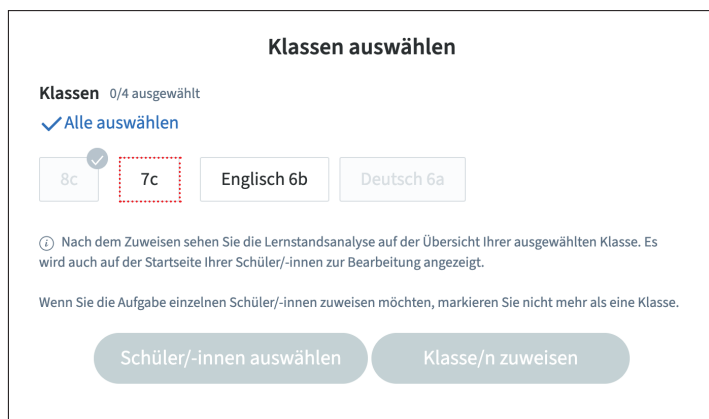 Klassen auswählen
Klassen 0/4 ausgewählt
Alle auswählen
8c 7c Englisch 6b Deutsch 6a
Nach dem Zuweisen sehen Sie die Lernstandsanalyse auf der Übersicht Ihrer ausgewählten Klasse. Es
wird auch auf der Startseite Ihrer Schüler/-innen zur Bearbeitung angezeigt.
Wenn Sie die Aufgabe einzelnen Schüler/-innen zuweisen möchten, markieren Sie nicht mehr als eine Klasse.
Schüler/-innen auswählen Klasse/n zuweisen